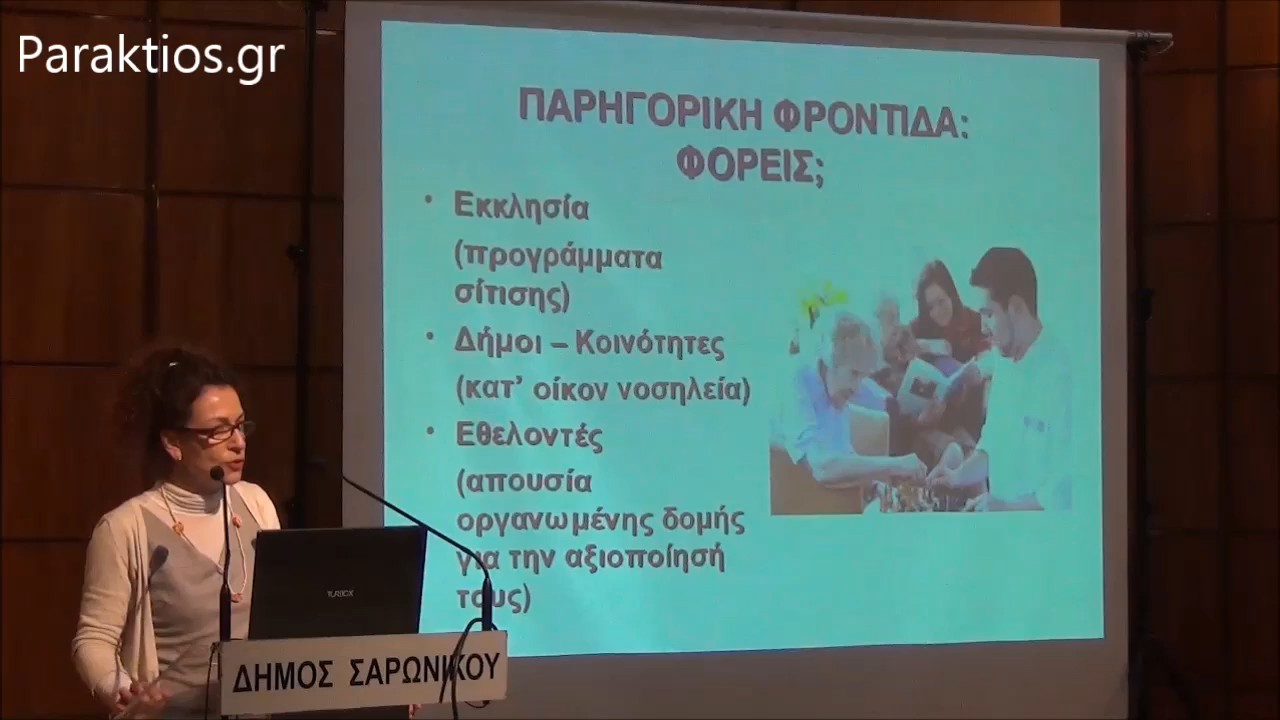 Paraktios.gr
ΠΑΡΗΓΟΡΙΚΗ ΦΡΟΝΤΙΔΑ:
ΦΟΡΕΙΣ;
• Εκκλησία
(προγράμματα
σίτισης)
• Δήμοι – Κοινότητες
(κατ’ οίκον νοσηλεία)
• Εθελοντές
(απουσία
οργανωμένης δομής
για την αξιοποίησή
τους)
TURBOX
ΔΗΜΟΣ ΣΑΡΩΝΙΚΟΥ